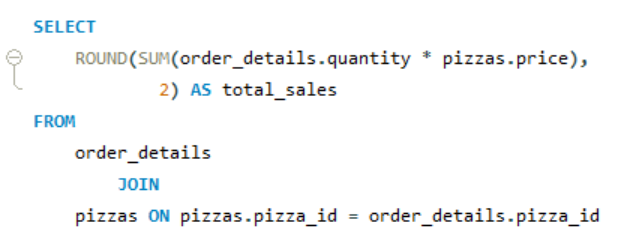 SELECT
ROUND(SUM(order_details.quantity * pizzas.price),
2) AS total_sales
FROM
order_details
JOIN
pizzas ON pizzas.pizza_id = order_details.pizza_id